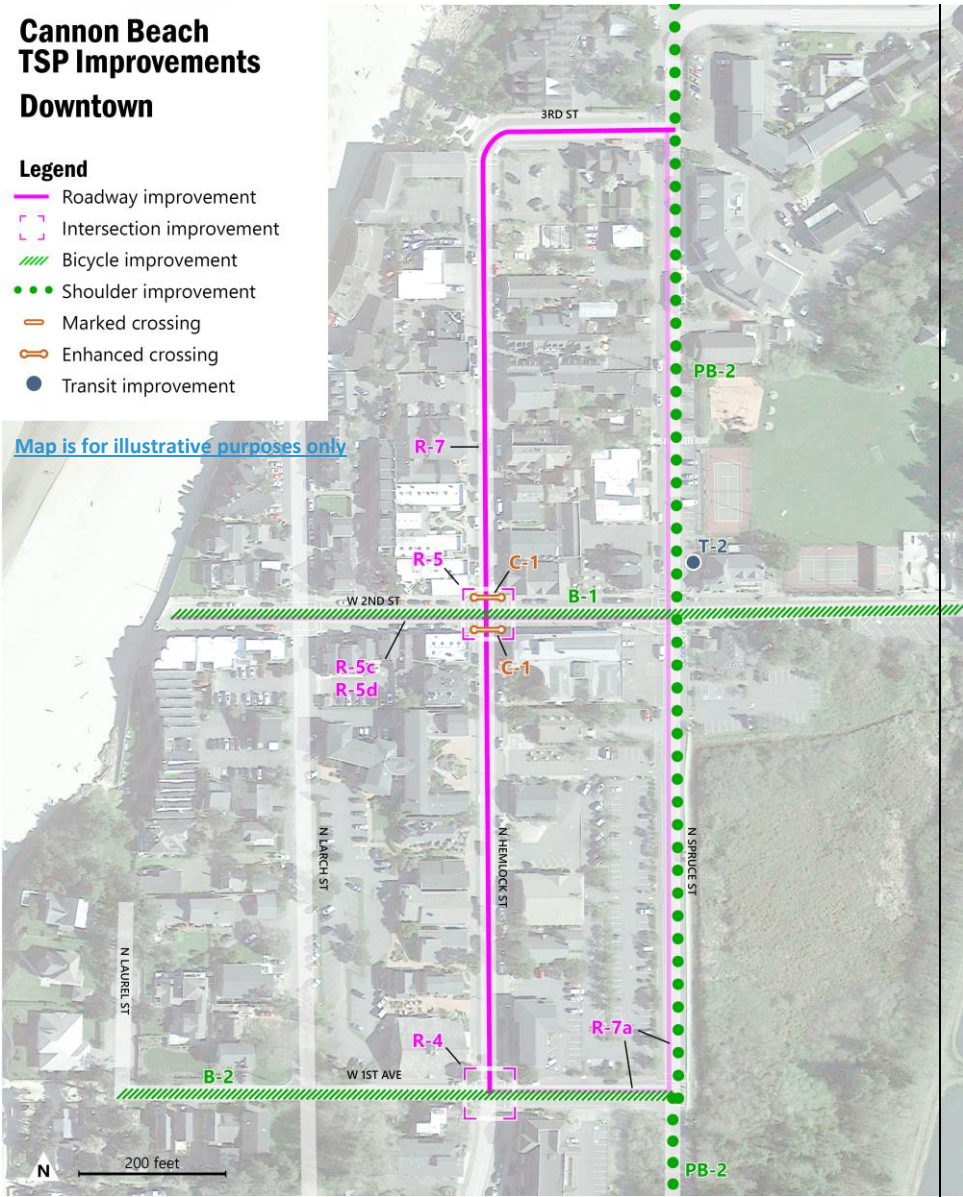 Cannon Beach
TSP Improvements
Downtown
Legend
Roadway improvement
Intersection improvement
Bicycle improvement
Shoulder improvement
Marked crossing
Enhanced crossing
Transit improvement
Map is for illustrative purposes only
3RD ST
PB-2
R-7
T-2
R-5
C-1
B-1
W 2ND ST
R-5c
R-5d
C-1
N LARCH ST
N HEMLOCK ST
N SPRUCE ST
N LAUREL ST
R-7a
R-4
B-2
W 1ST AVE
N
200 feet
PB-2